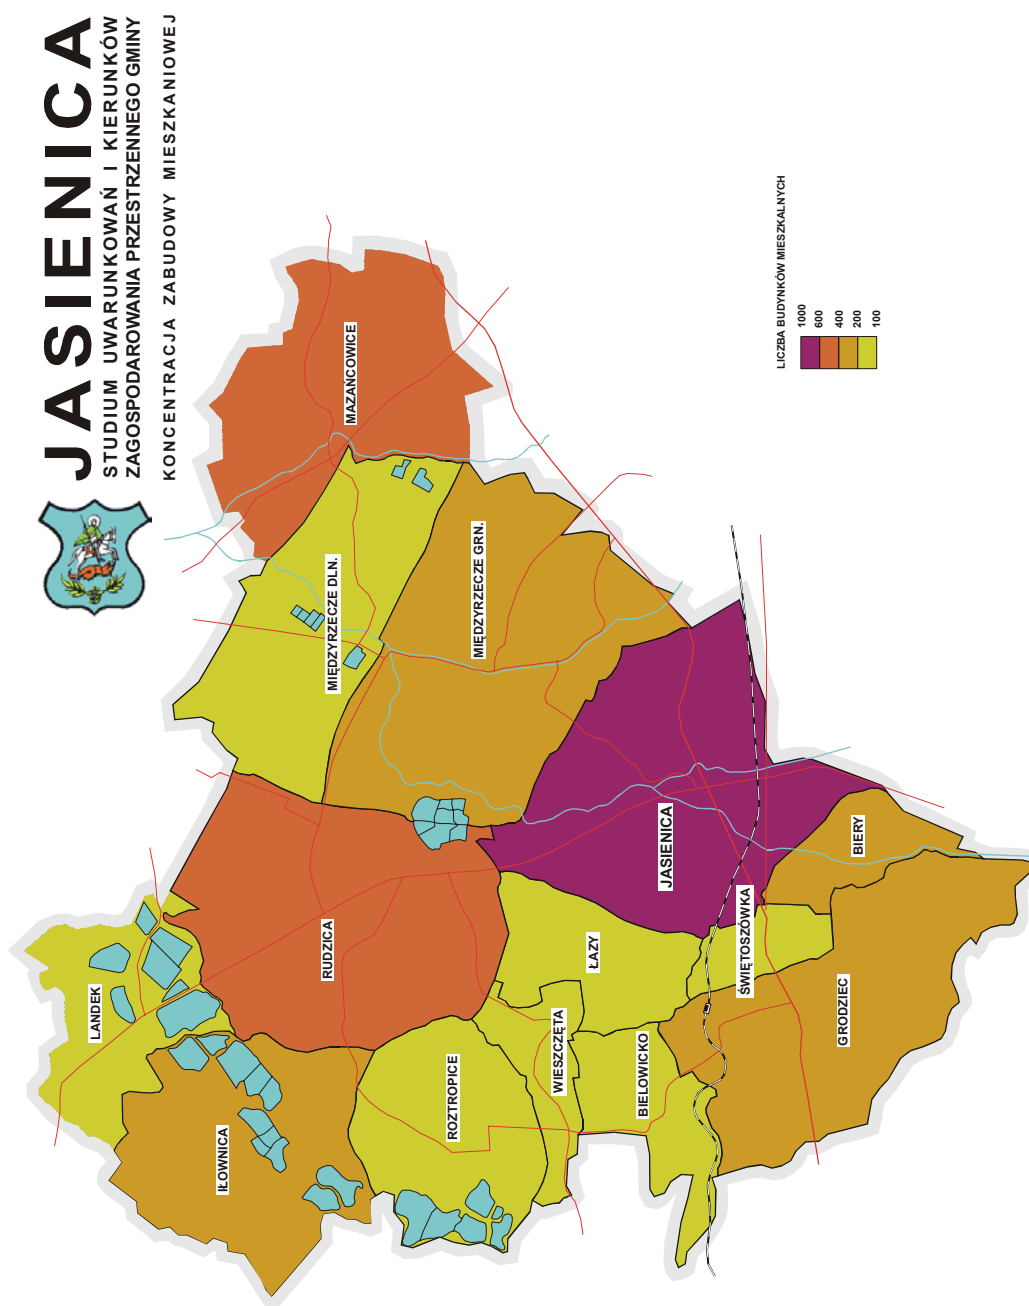 JASIENICA
STUDIUM UWARUNKOWAŃ I KIERUNKÓW
ZAGOSPODAROWANIA PRZESTRZENNEGO GMINY
KONCENTRACJA ZABUDOWY MIESZKANIOWEJ
MAZAŃCOWICE
MIĘDZYRZECZE DLN.
MIĘDZYRZECZE GRN.
LANDEK
RUDZICA
IŁOWNICA
ROZTROPICE
WIESZCZĘTA
ŁAZY
BIELOWICKO
JASIENICA
ŚWIĘTOSZÓWKA
BIERY
GRODZIEC
LICZBA BUDYNKÓW MIESZKALNYCH
1000
600
400
200
100